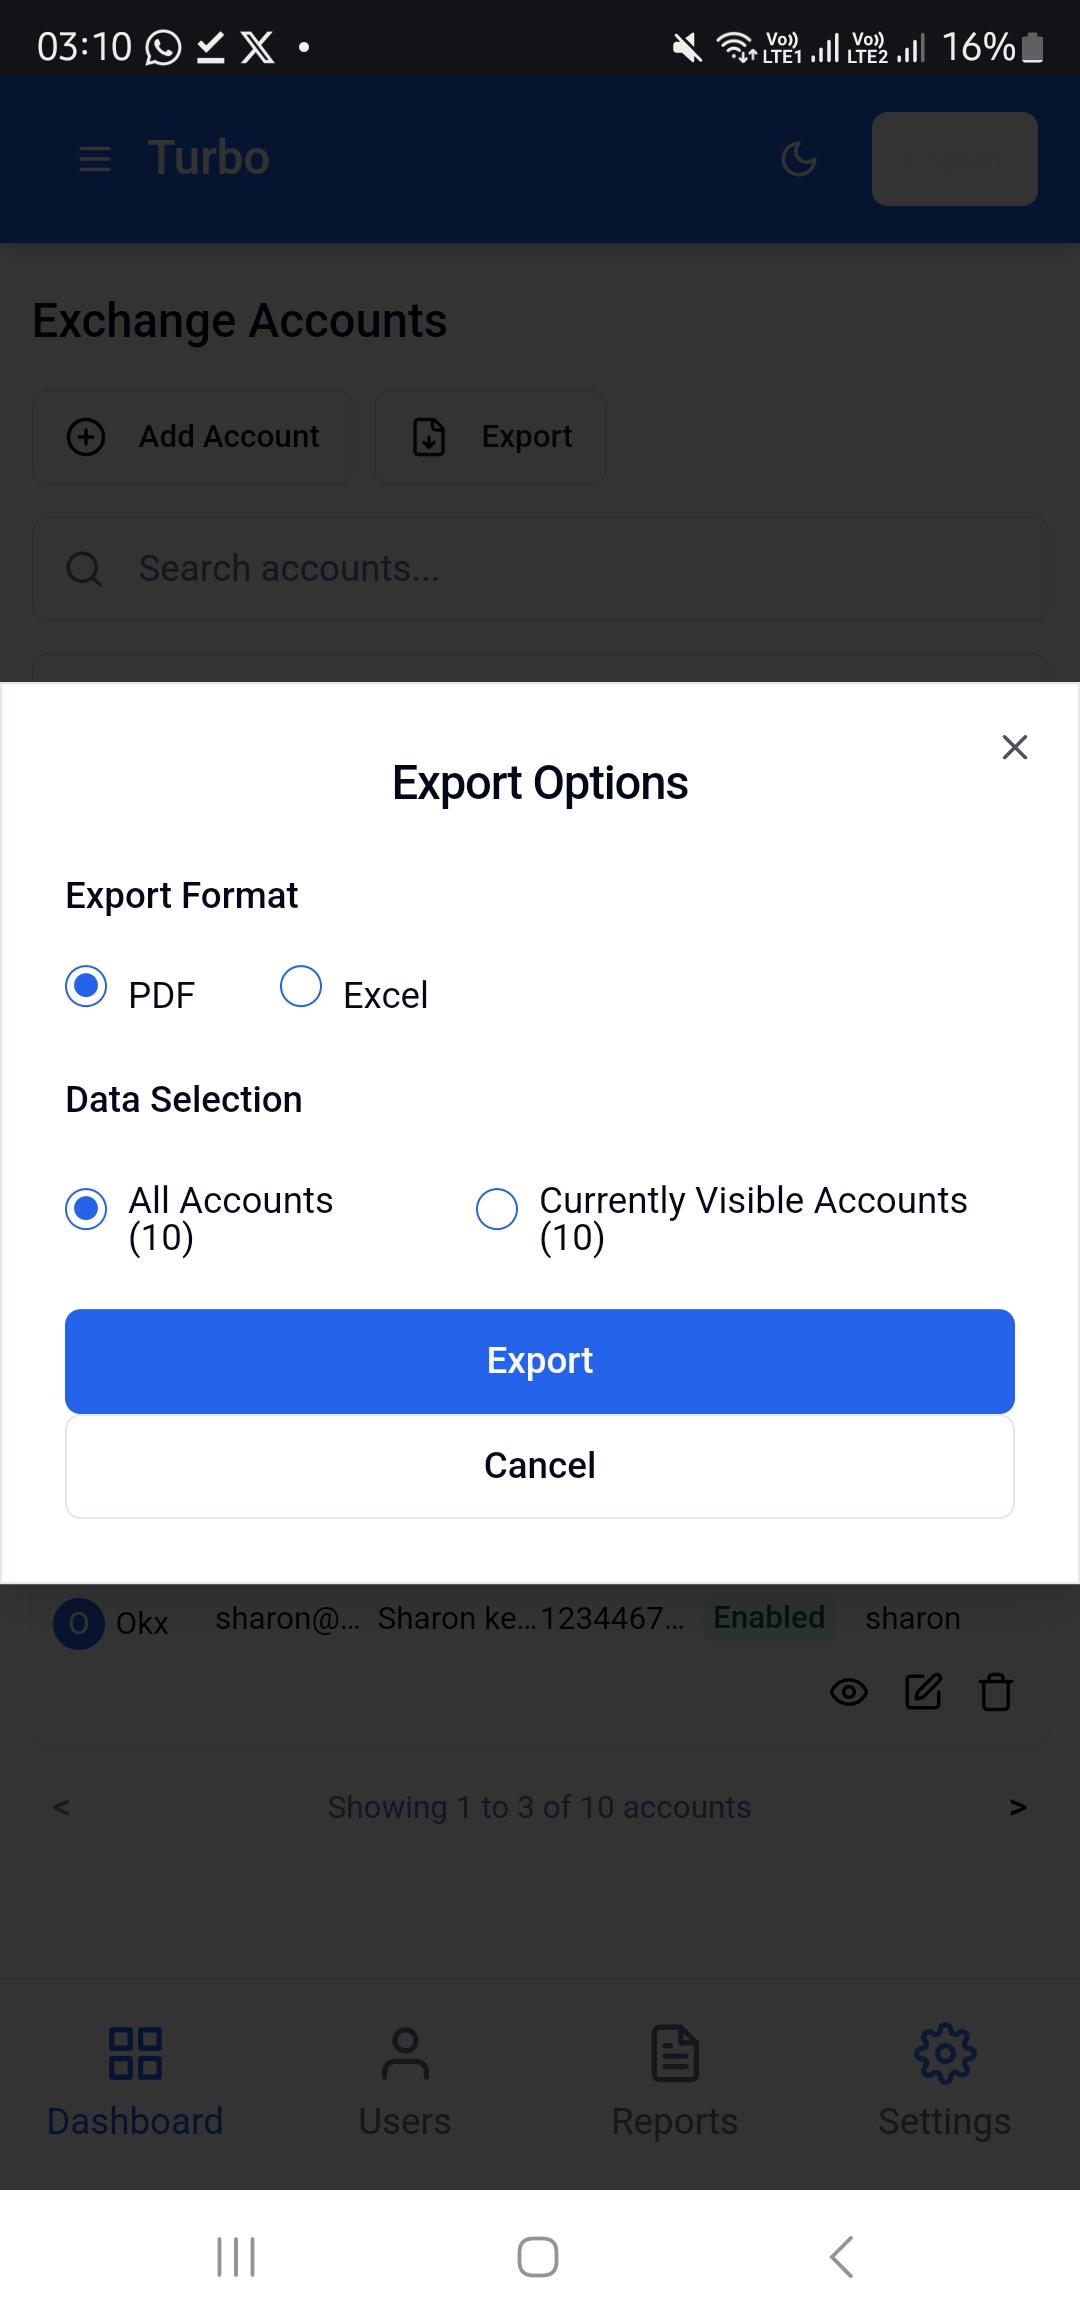 03:10
Vo)) LTE1
Vo)) LTE2
16%
Turbo
Exchange Accounts
Add Account
Export
Search accounts...
Export Options
Export Format
PDF
Excel
Data Selection
All Accounts
(10)
Currently Visible Accounts
(10)
Export
Cancel
O Okx sharon@... Sharon ke... 1234467... Enabled sharon
< Showing 1 to 3 of 10 accounts >
Dashboard
Users
Reports
Settings